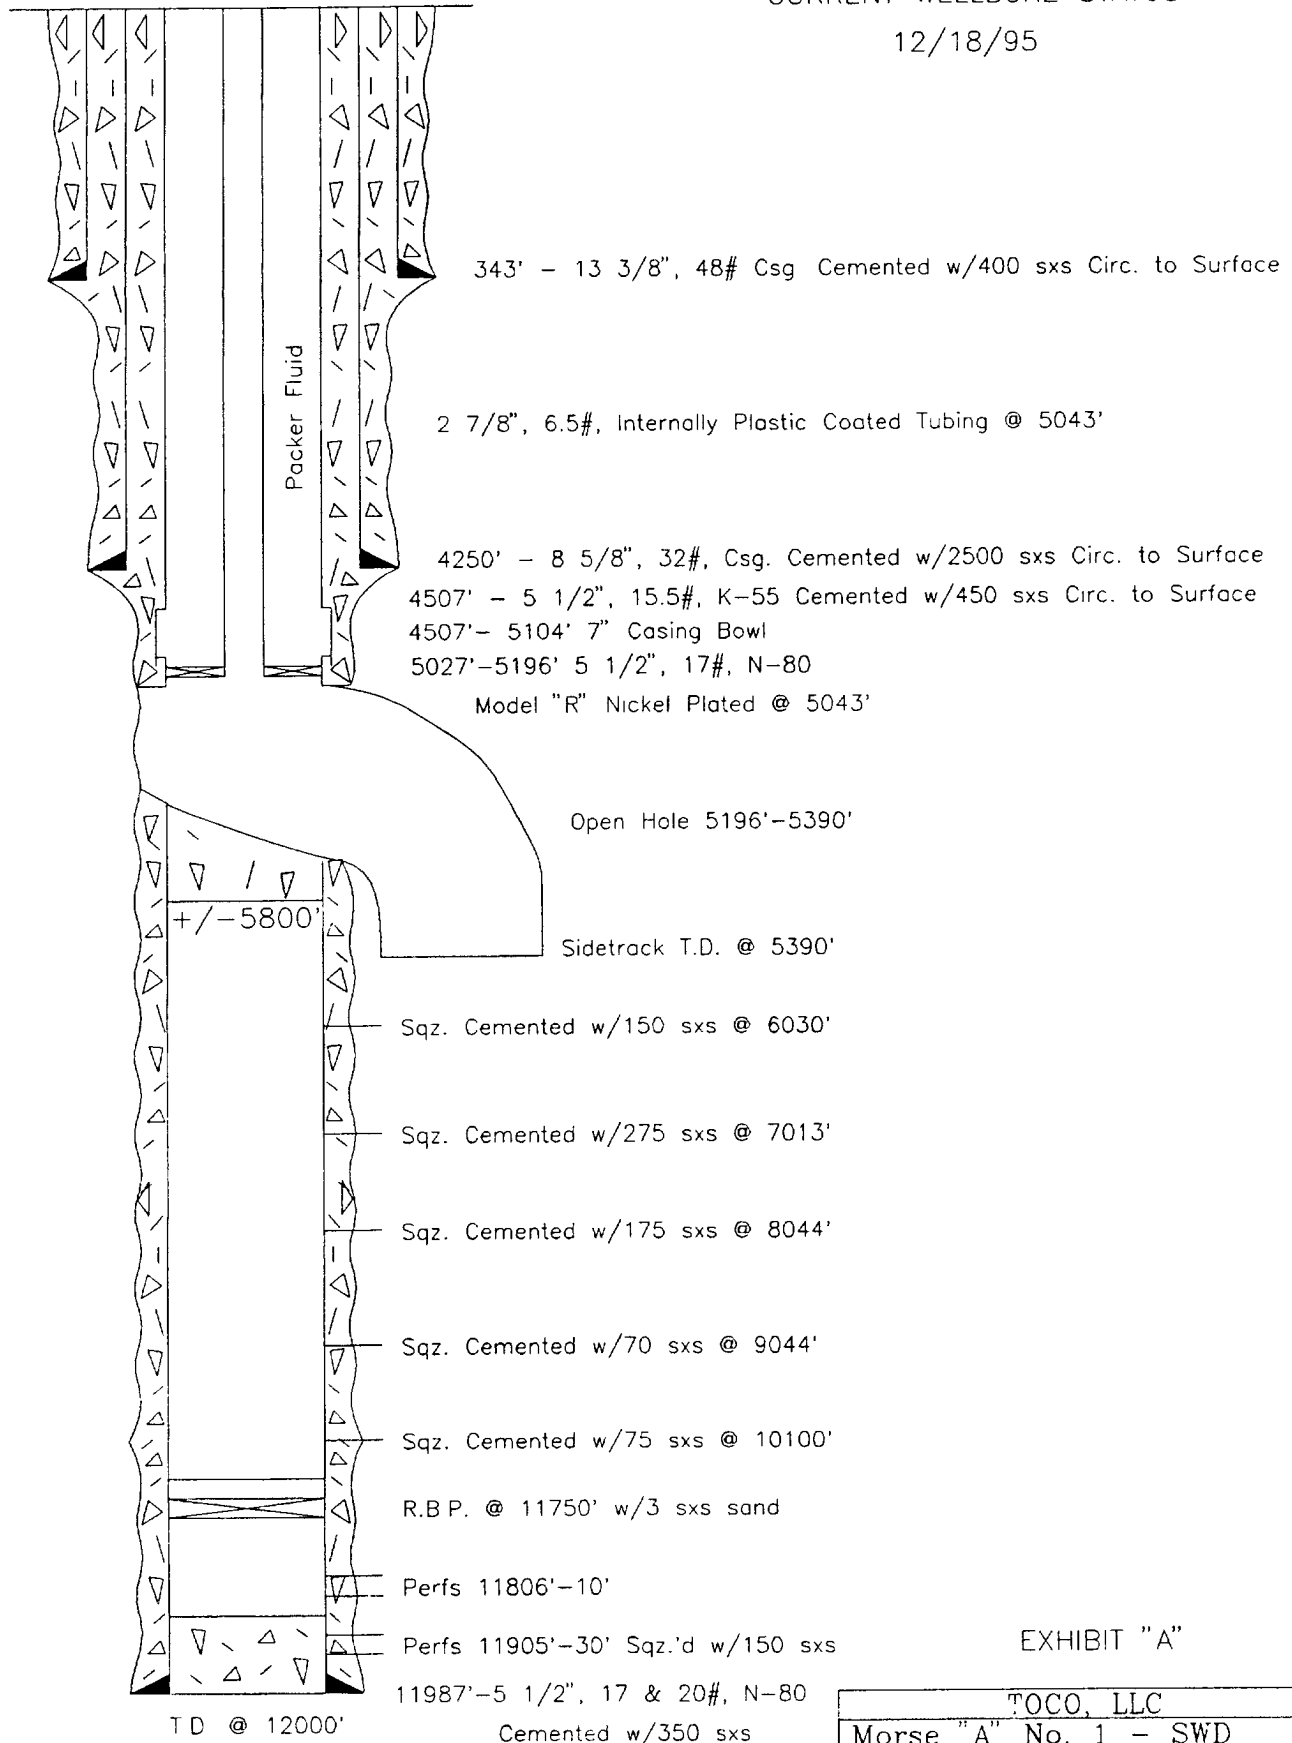 12/18/95
343' - 13 3/8", 48# Csg Cemented w/400 sxs Circ. to Surface
Packer Fluid
2 7/8", 6.5#, Internally Plastic Coated Tubing @ 5043'
4250' - 8 5/8", 32#, Csg. Cemented w/2500 sxs Circ. to Surface
4507' - 5 1/2", 15.5#, K-55 Cemented w/450 sxs Circ. to Surface
4507'- 5104' 7" Casing Bowl
5027'-5196' 5 1/2", 17#, N-80
Model "R" Nickel Plated @ 5043'
Open Hole 5196'-5390'
+/-5800'
Sidetrack T.D. @ 5390'
Sqz. Cemented w/150 sxs @ 6030'
Sqz. Cemented w/275 sxs @ 7013'
Sqz. Cemented w/175 sxs @ 8044'
Sqz. Cemented w/70 sxs @ 9044'
Sqz. Cemented w/75 sxs @ 10100'
R.B P. @ 11750' w/3 sxs sand
Perfs 11806'-10'
Perfs 11905'-30' Sqz.'d w/150 sxs
EXHIBIT "A"
11987'-5 1/2", 17 & 20#, N-80
T D @ 12000'
Cemented w/350 sxs
TOCO, LLC
Morse "A" No. 1 - SWD